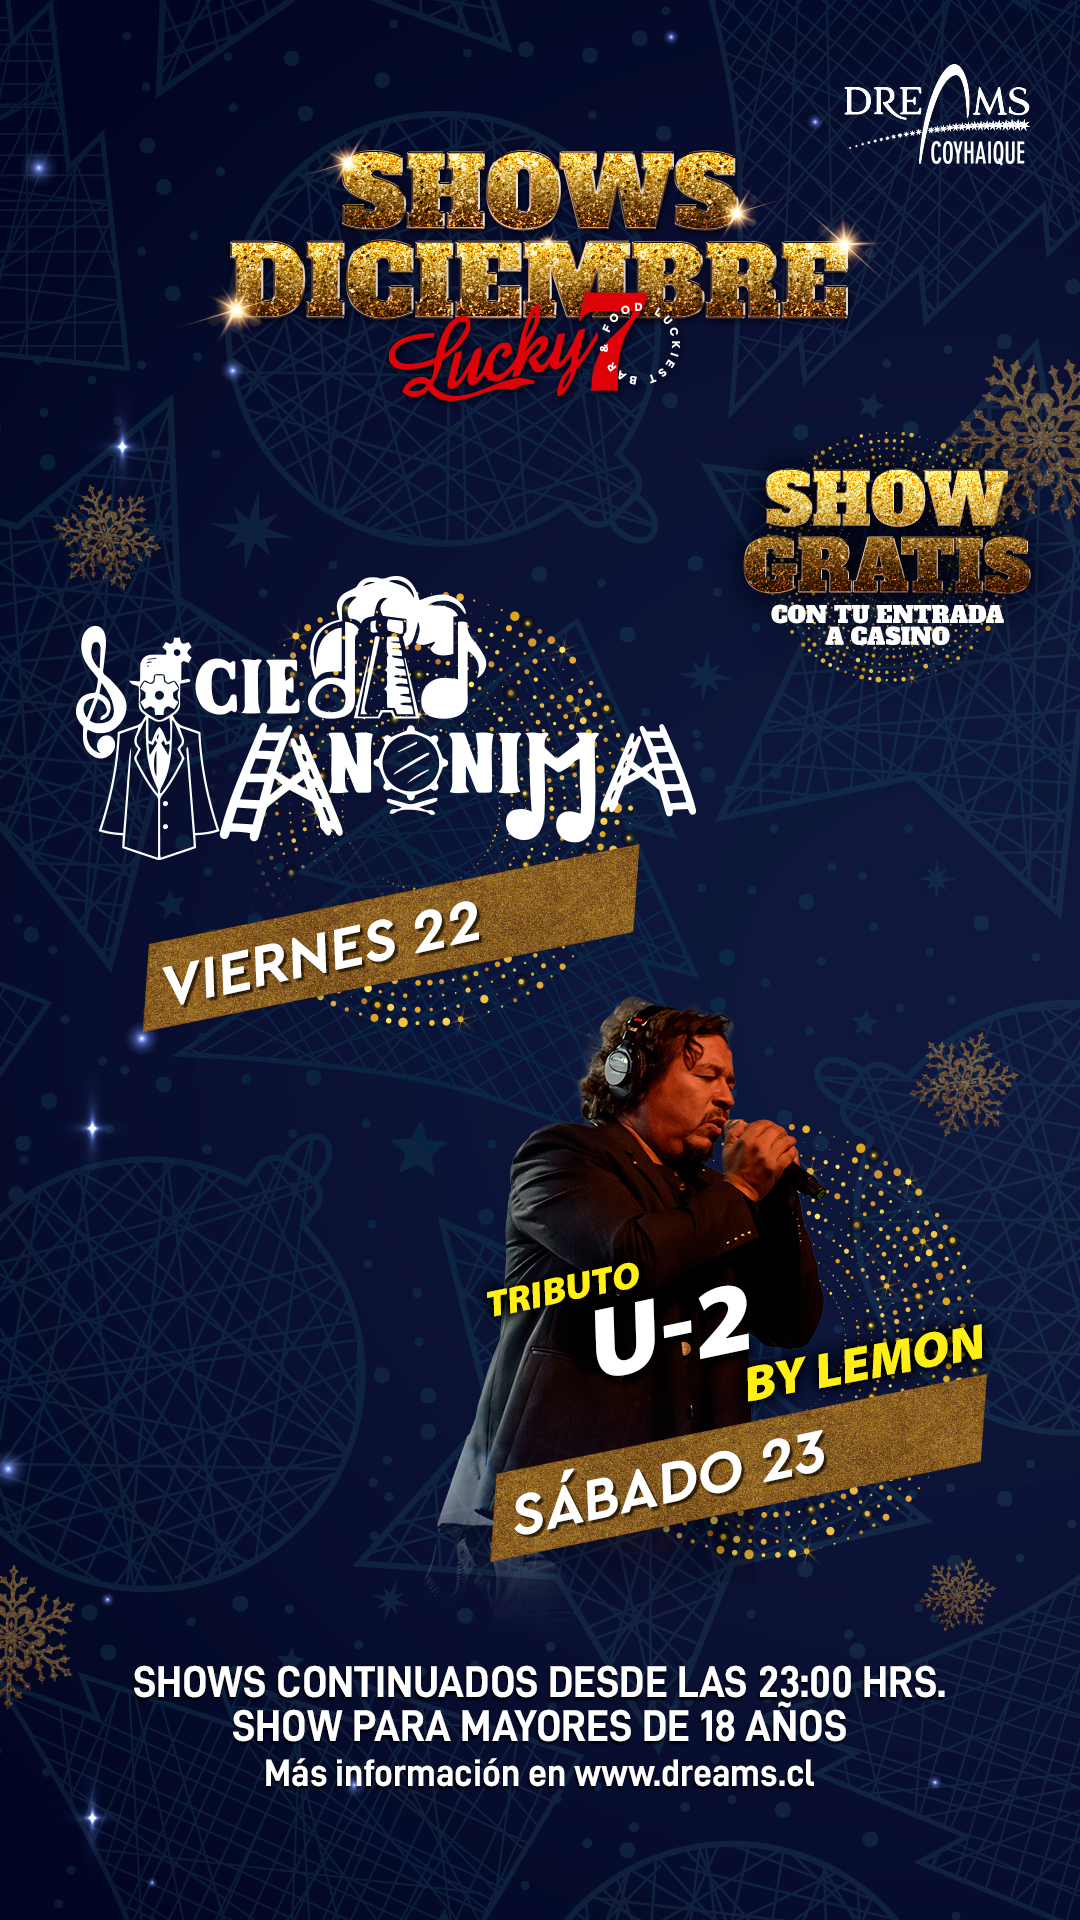 DREAMS
COYHAIQUE
SHOWS
DICIEMBRE
Lucky 7
BAR & FOOD LUCKIEST
SHOW
GRATIS
CON TU ENTRADA
A CASINO
SOCIEDAD
ANONIMA
VIERNES 22
TRIBUTO
U-2
BY LEMON
SÁBADO 23
SHOWS CONTINUADOS DESDE LAS 23:00 HRS.
SHOW PARA MAYORES DE 18 AÑOS
Más información en www.dreams.cl